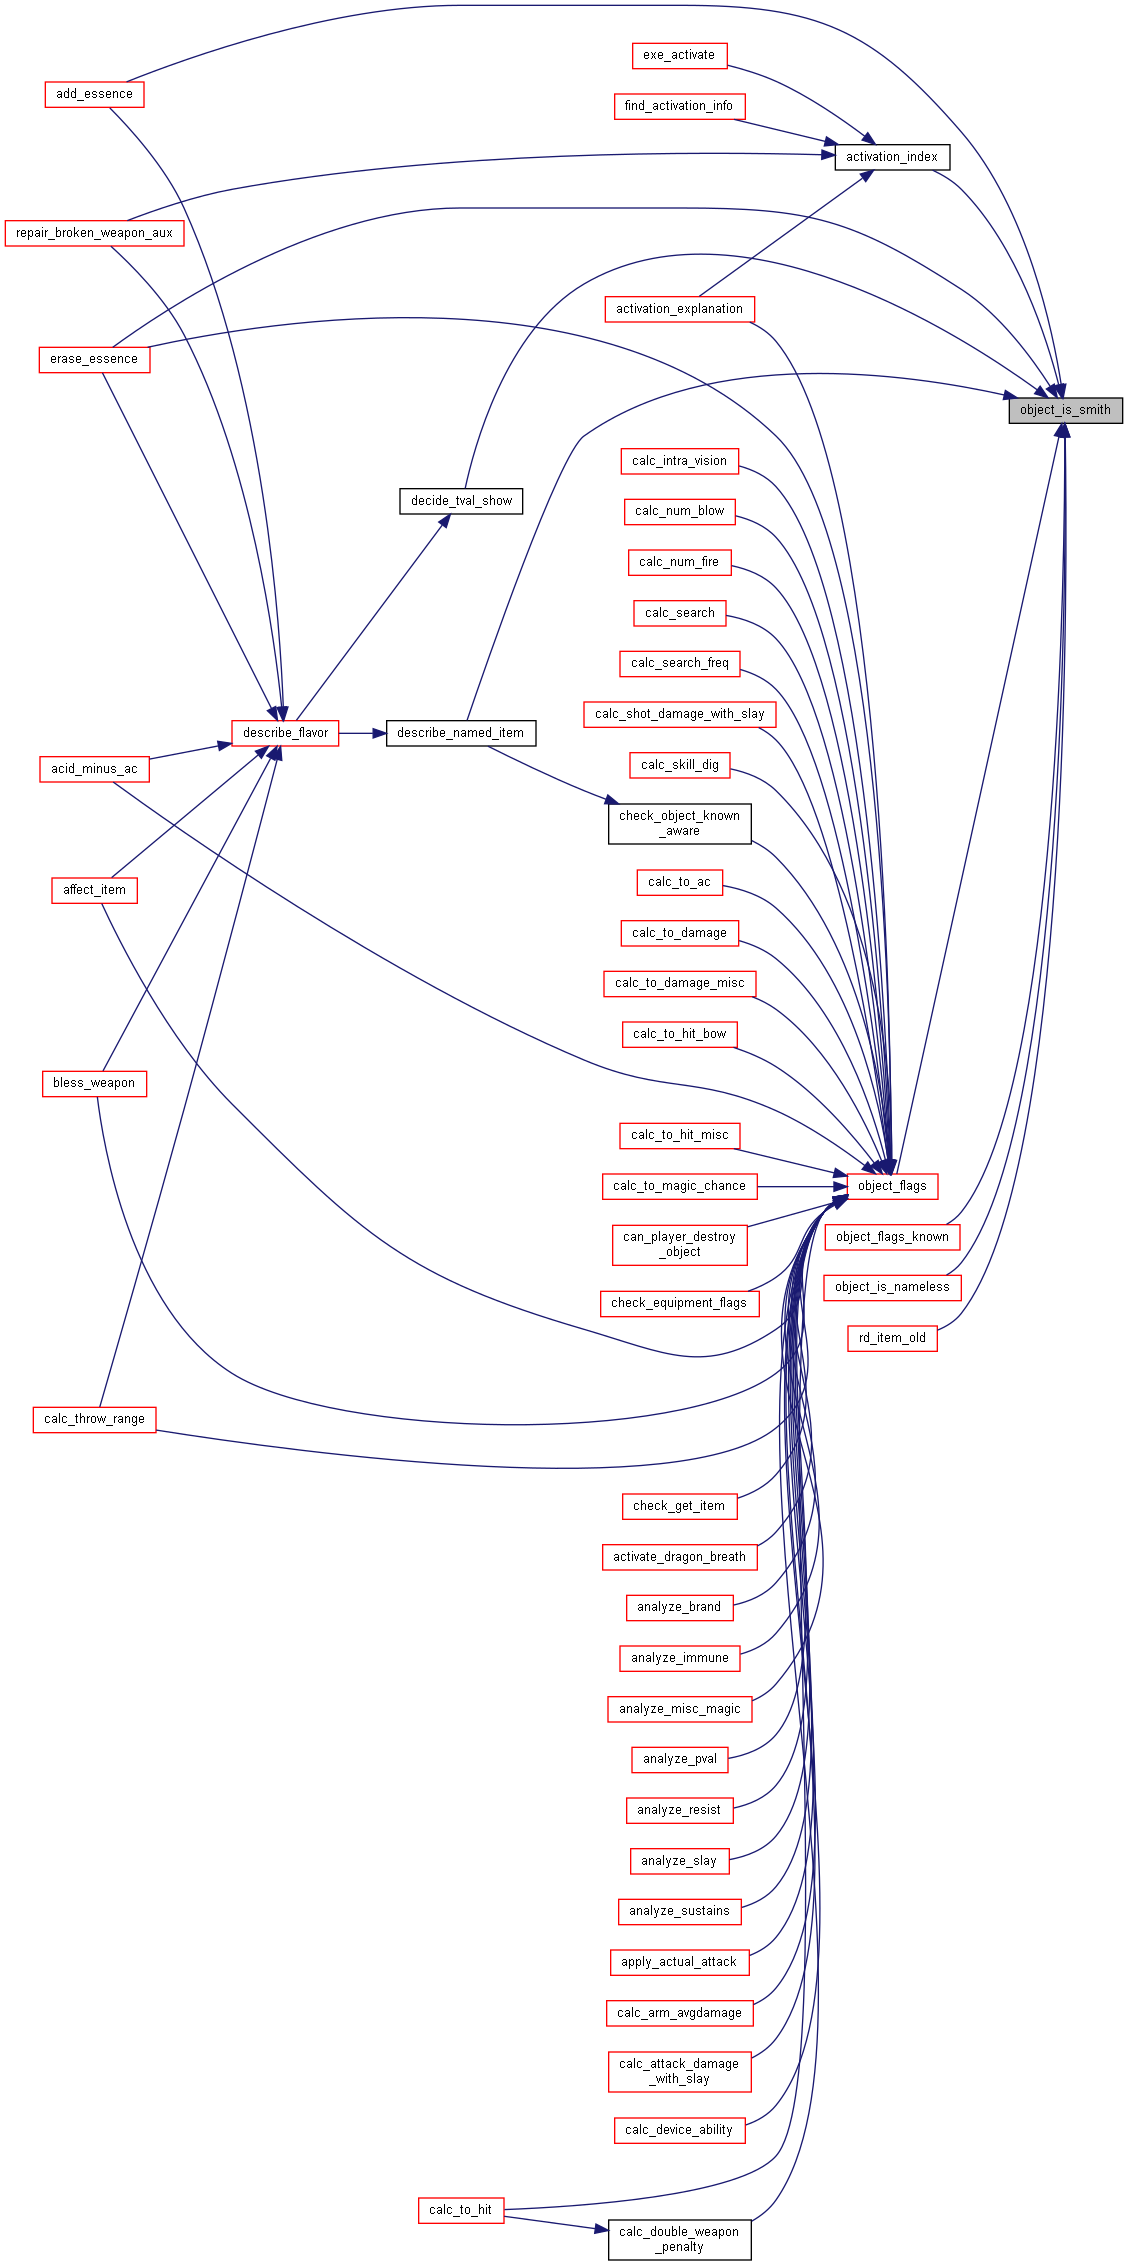 exe_activate
add_essence
find_activation_info
activation_index
repair_broken_weapon_aux
activation_explanation
erase_essence
object_is_smith
calc_intra_vision
decide_tval_show
calc_num_blow
calc_num_fire
calc_search
calc_search_freq
calc_shot_damage_with_slay
describe_flavor
describe_named_item
acid_minus_ac
calc_skill_dig
check_object_known
_aware
calc_to_ac
affect_item
calc_to_damage
calc_to_damage_misc
calc_to_hit_bow
bless_weapon
calc_to_hit_misc
calc_to_magic_chance
object_flags
can_player_destroy
_object
object_flags_known
object_is_nameless
check_equipment_flags
rd_item_old
calc_throw_range
check_get_item
activate_dragon_breath
analyze_brand
analyze_immune
analyze_misc_magic
analyze_pval
analyze_resist
analyze_slay
analyze_sustains
apply_actual_attack
calc_arm_avgdamage
calc_attack_damage
_with_slay
calc_device_ability
calc_to_hit
calc_double_weapon
_penalty